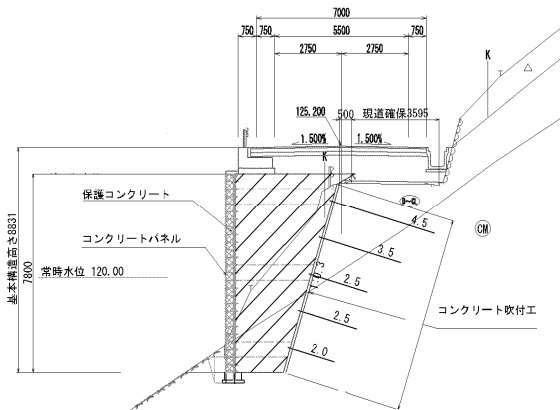 7000
750
750
5500
750
2750
2750
125.200
500
現道確保3595
K
T
1.500%
1.500%
K
保護コンクリート
コンクリートパネル
常時水位 120.00
基本構造高さ8831
7800
4.5
3.5
2.5
2.5
2.0
1:0.3
T
D~G
CM
コンクリート吹付工